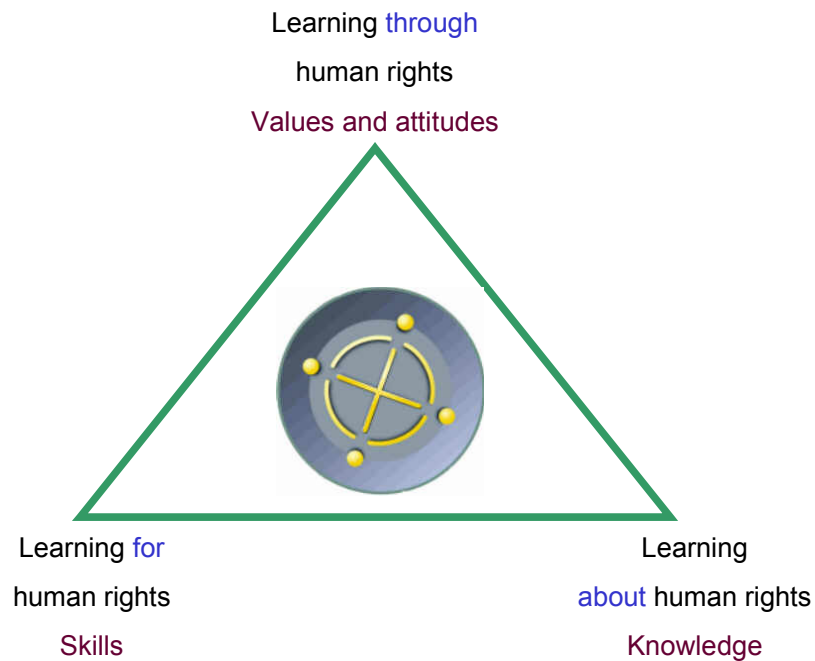 Learning through
human rights
Values and attitudes
Learning for
human rights
Skills
Learning
about human rights
Knowledge